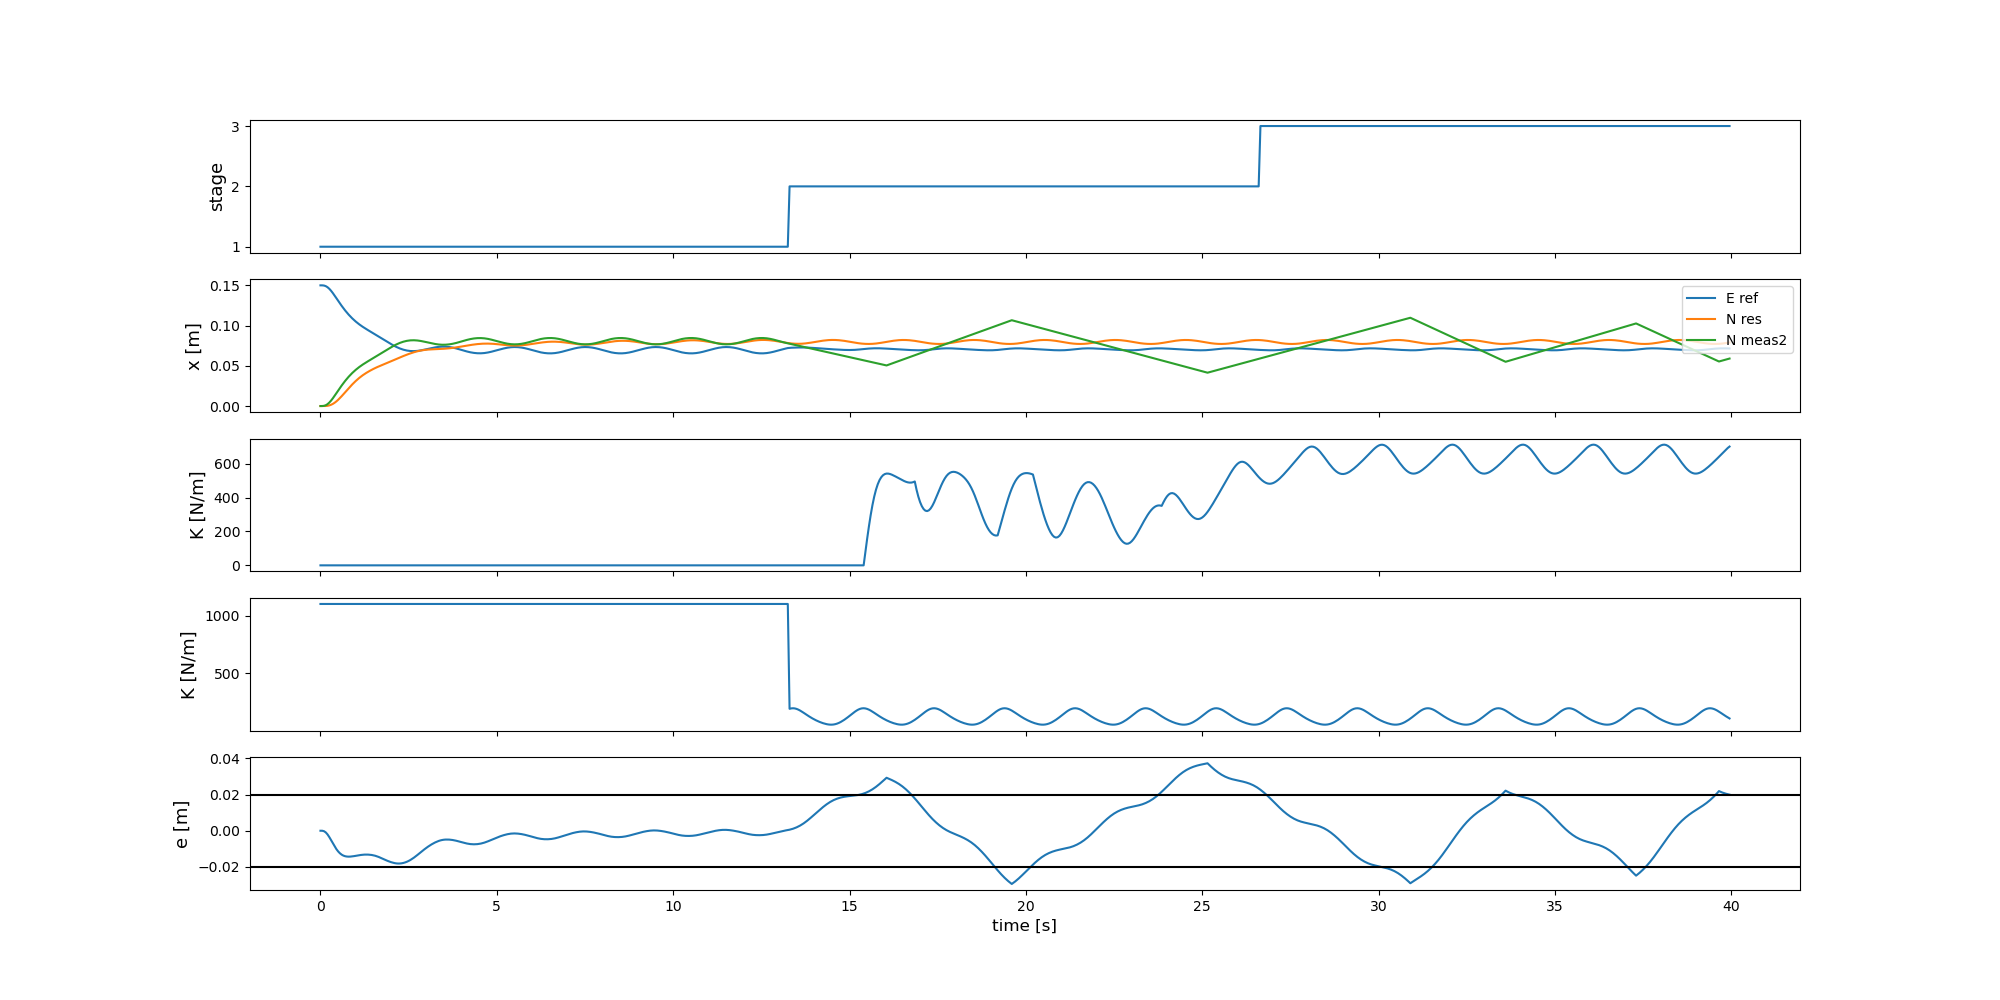 3
2
1
stage
0.15
0.10
0.05
0.00
x [m]
E ref
N res
N meas2
600
400
200
0
K [N/m]
1000
500
K [N/m]
0.04
0.02
0.00
−0.02
e [m]
0 5 10 15 20 25 30 35 40
time [s]